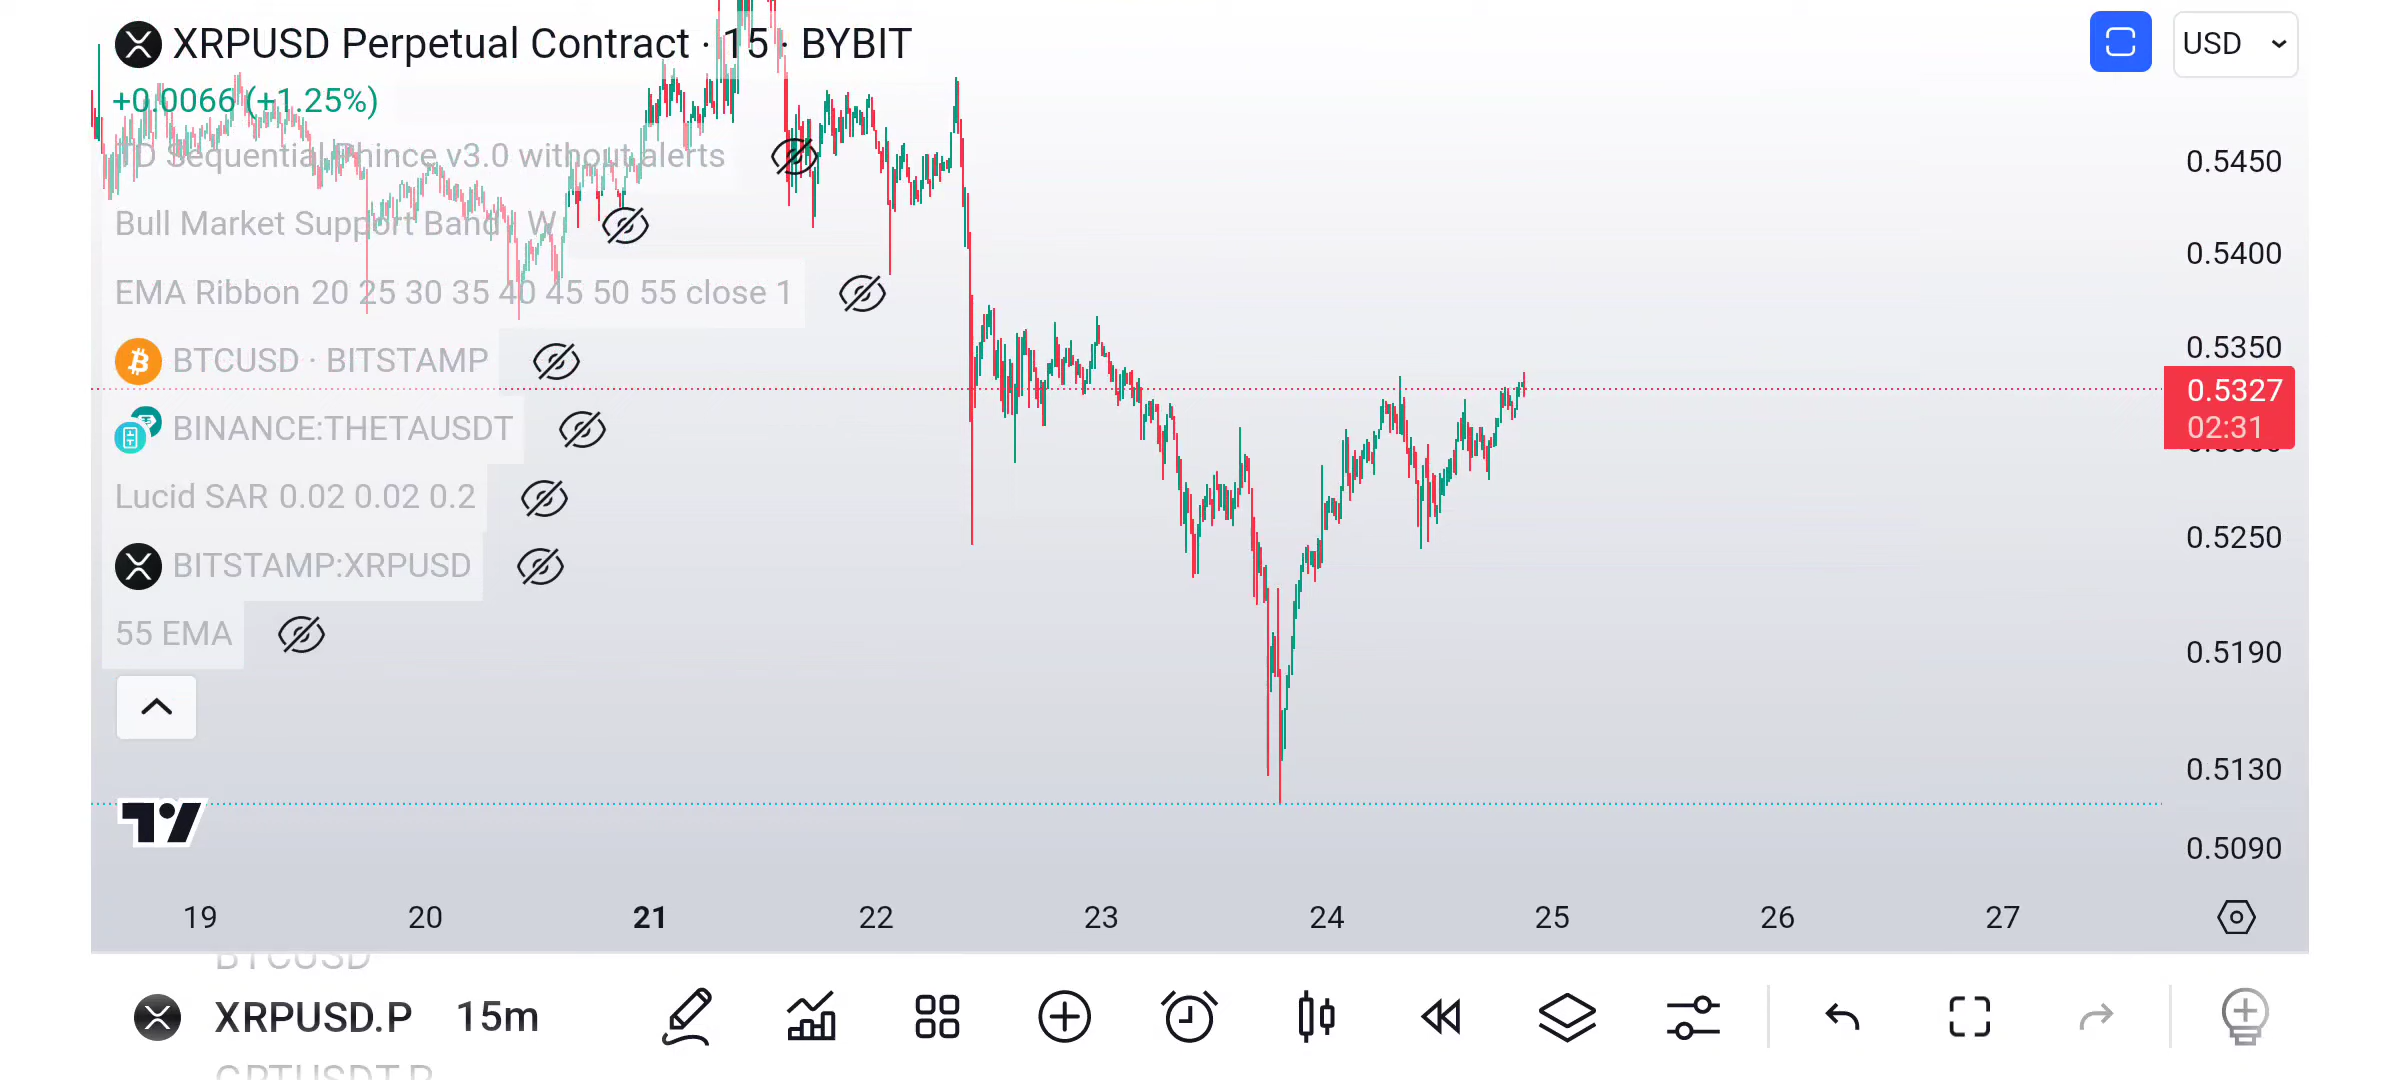 XRPUSD Perpetual Contract · 15 · BYBIT
USD
+0.0066 (+1.25%)
TD Sequential Phince v3.0 without alerts
Bull Market Support Band W
EMA Ribbon 20 25 30 35 40 45 50 55 close 1
BTCUSD · BITSTAMP
BINANCE:THETAUSDT
Lucid SAR 0.02 0.02 0.2
BITSTAMP:XRPUSD
55 EMA
0.5450
0.5400
0.5350
0.5327
02:31
0.5250
0.5190
0.5130
0.5090
19 20 21 22 23 24 25 26 27
BTCUSD
XRPUSD.P 15m